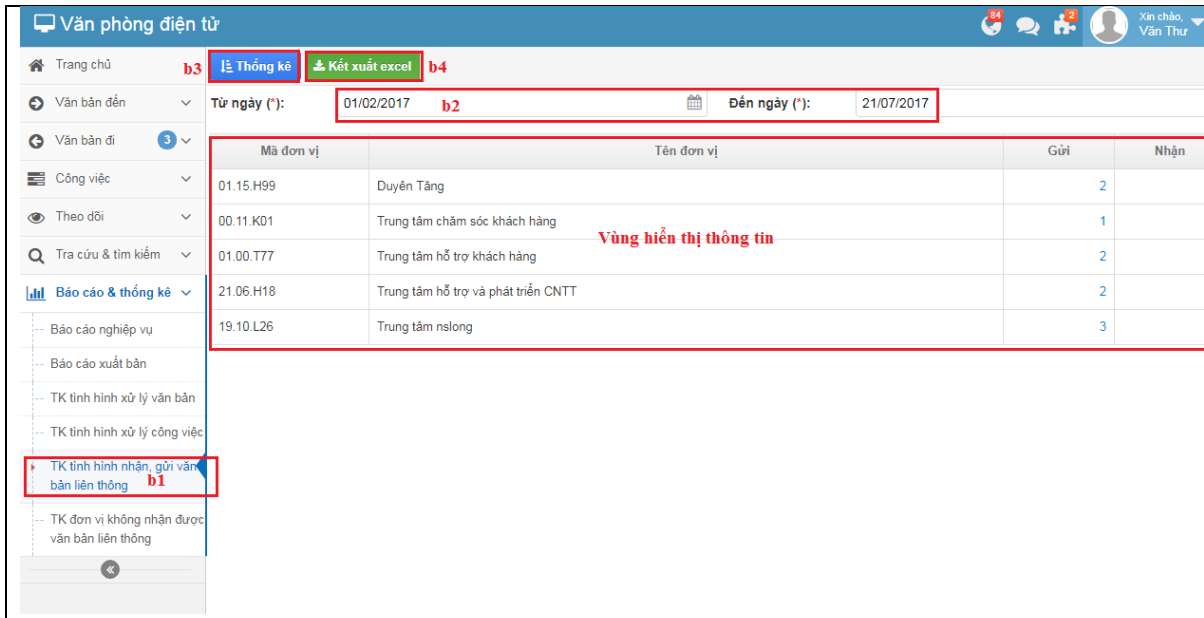 Văn phòng điện tử
84
2
Xin chào,
Văn Thư
Trang chủ
Văn bản đến
Văn bản đi 3
Công việc
Theo dõi
Tra cứu & tìm kiếm
Báo cáo & thống kê
Báo cáo nghiệp vụ
Báo cáo xuất bản
TK tình hình xử lý văn bản
TK tình hình xử lý công việc
TK tình hình nhận, gửi văn
bản liên thông b1
TK đơn vị không nhận được
văn bản liên thông
b3 Thống kê Kết xuất excel b4
Từ ngày (*): 01/02/2017 b2 Đến ngày (*): 21/07/2017
Mã đơn vị Tên đơn vị Gửi Nhận
01.15.H99 Duyên Tăng 2
00.11.K01 Trung tâm chăm sóc khách hàng 1
Vùng hiển thị thông tin
01.00.T77 Trung tâm hỗ trợ khách hàng 2
21.06.H18 Trung tâm hỗ trợ và phát triển CNTT 2
19.10.L26 Trung tâm nslong 3